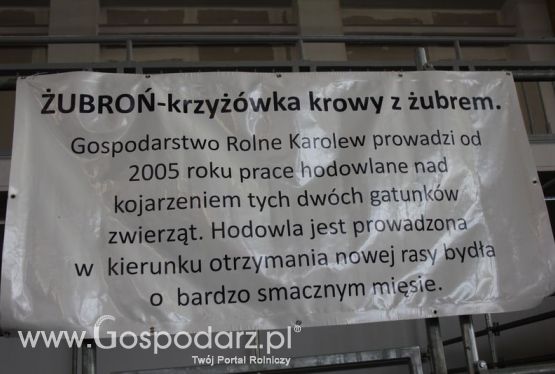 ŻUBROŃ-krzyżówka krowy z żubrem.
Gospodarstwo Rolne Karolew prowadzi od
2005 roku prace hodowlane nad
kojarzeniem tych dwóch gatunków
zwierząt. Hodowla jest prowadzona
w kierunku otrzymania nowej rasy bydła
o bardzo smacznym mięsie.
www.Gospodarz.pl®
Twój Portal Rolniczy